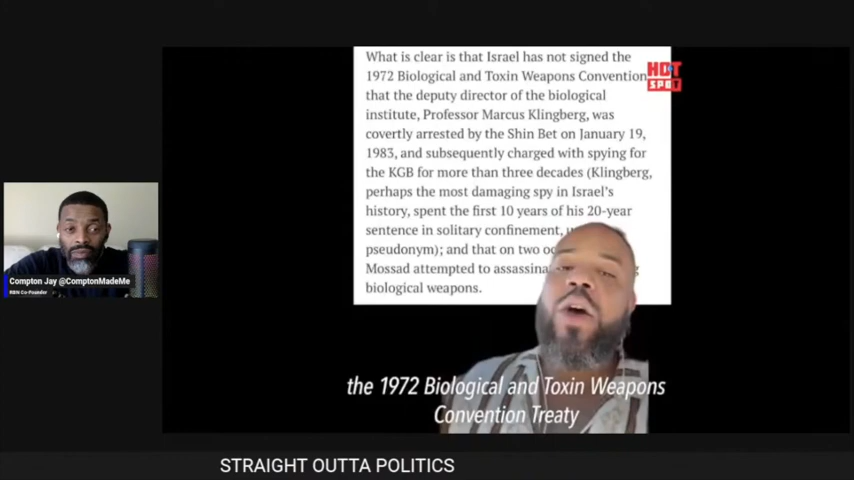 What is clear is that Israel has not signed the
1972 Biological and Toxin Weapons Convention
that the deputy director of the biological
institute, Professor Marcus Klingberg, was
covertly arrested by the Shin Bet on January 19,
1983, and subsequently charged with spying for
the KGB for more than three decades (Klingberg,
perhaps the most damaging spy in Israel's
history, spent the first 10 years of his 20-year
sentence in solitary confinement,
pseudonym); and that on two
Mossad attempted to
biological weapons.
HOT
SPOT
Compton Jay @ComptonMadeMe
RBN Co-Founder
the 1972 Biological and Toxin Weapons
Convention Treaty
STRAIGHT OUTTA POLITICS